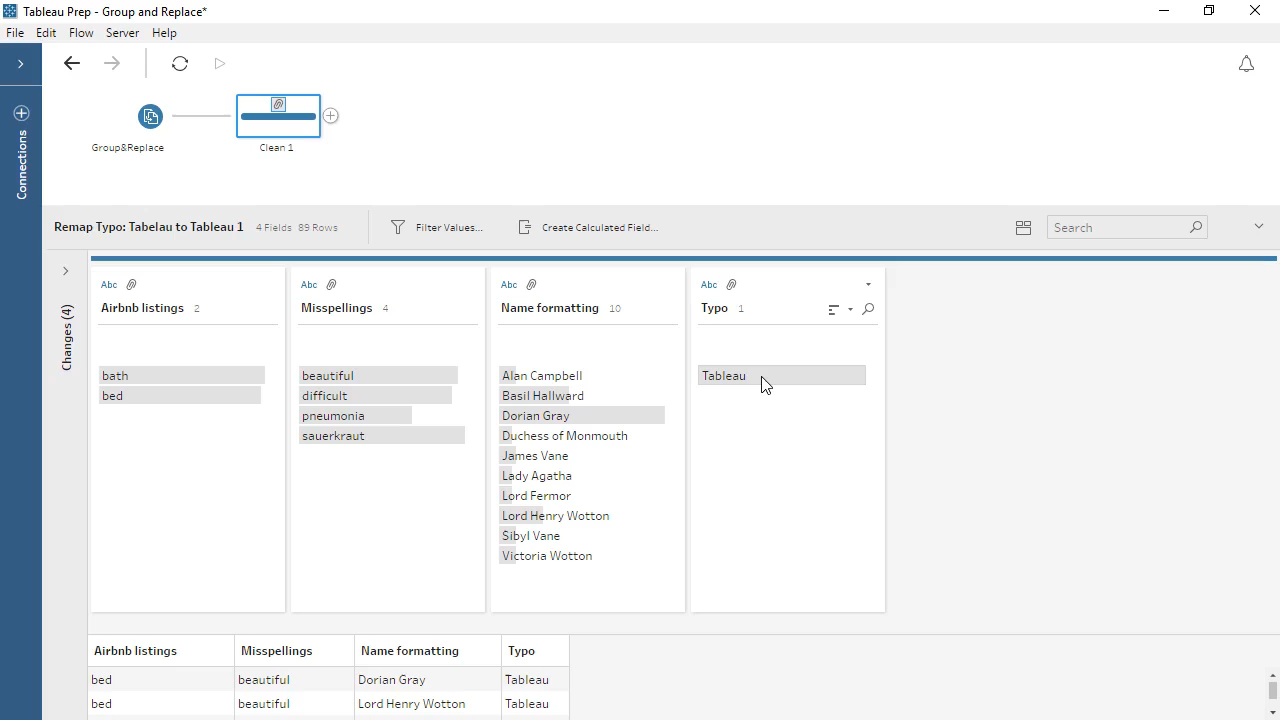 Tableau Prep - Group and Replace*
File Edit Flow Server Help
Connections
Group&Replace
Clean 1
Remap Typo: Tabelau to Tableau 1 4 Fields 89 Rows Filter Values... Create Calculated Field... Search
Changes (4)
Abc Abc Abc Abc
Airbnb listings 2 Misspellings 4 Name formatting 10 Typo 1
bath beautiful Alan Campbell Tableau
bed difficult Basil Hallward
pneumonia Dorian Gray
sauerkraut Duchess of Monmouth
James Vane
Lady Agatha
Lord Fermor
Lord Henry Wotton
Sibyl Vane
Victoria Wotton
Airbnb listings Misspellings Name formatting Typo
bed beautiful Dorian Gray Tableau
bed beautiful Lord Henry Wotton Tableau